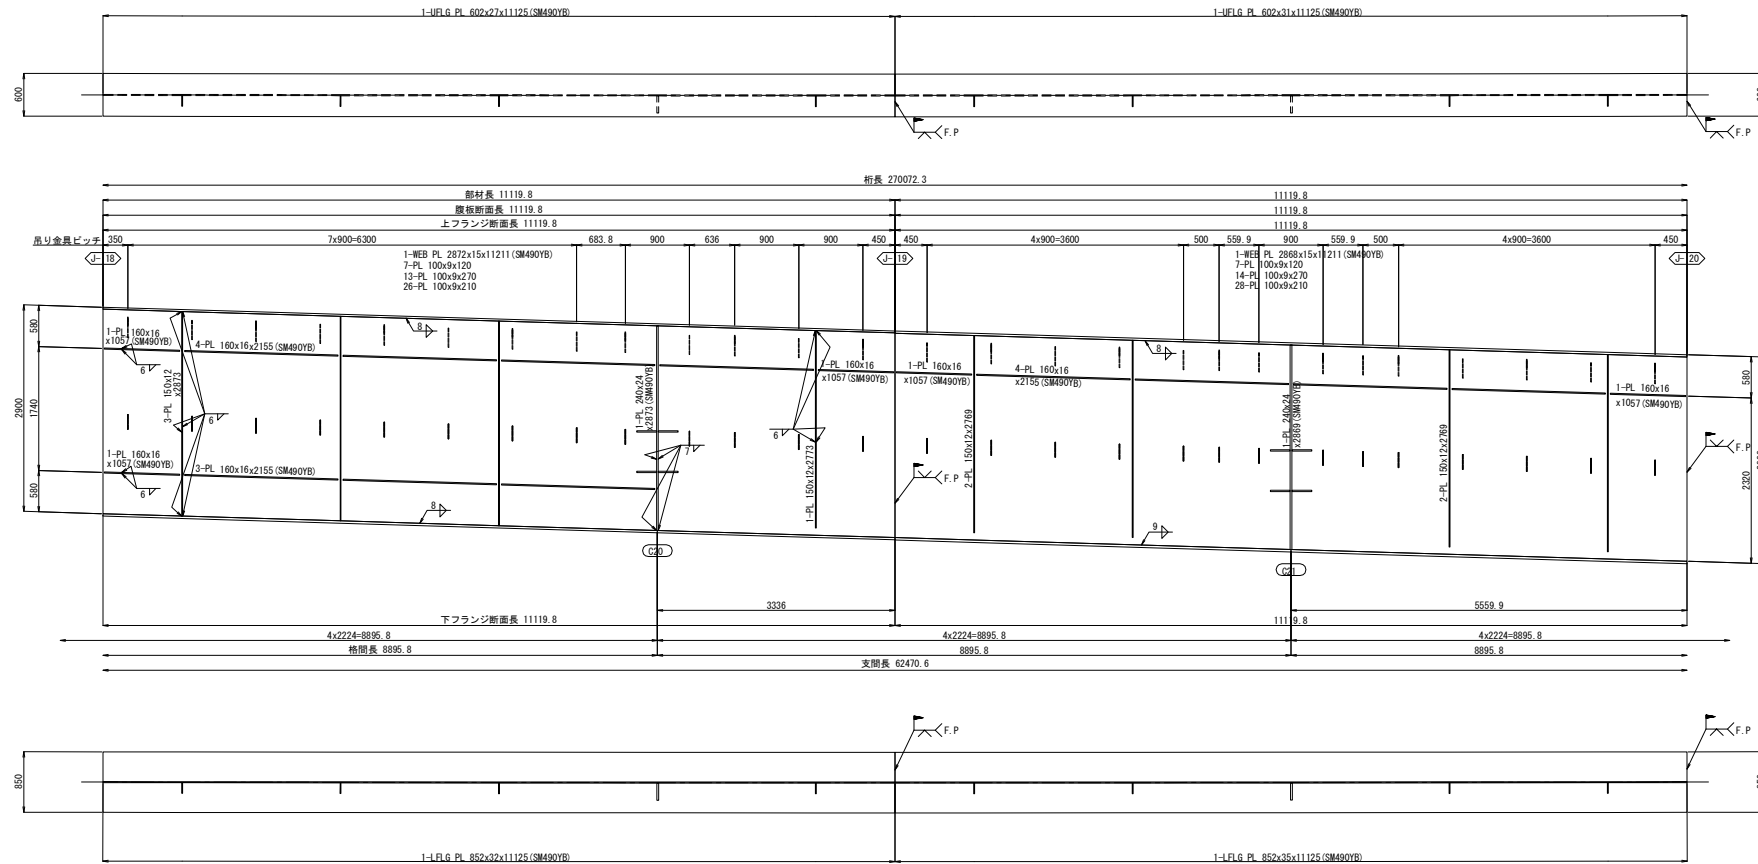 1-UFLG PL 602x27x11125(SM490YB)
1-UFLG PL 602x31x11125(SM490YB)
600
F.P
F.P
桁長 270072.3
部材長 11119.8
11119.8
腹板断面長 11119.8
11119.8
上フランジ断面長 11119.8
11119.8
吊り金具ピッチ
350
7x900=6300
683.8
900
636
900
900
450
450
4x900=3600
500
559.9
900
559.9
500
4x900=3600
450
J-18
J-19
J-20
1-WEB PL 2872x15x11211(SM490YB)
7-PL 100x9x120
13-PL 100x9x270
26-PL 100x9x210
1-WEB PL 2868x15x11211(SM490YB)
7-PL 100x9x120
14-PL 100x9x270
28-PL 100x9x210
2900
580
1740
580
1-PL 160x16
x1057(SM490YB)
4-PL 160x16x2155(SM490YB)
8
6
3-PL 150x12
x2873
6
1-PL 160x16
x1057(SM490YB)
3-PL 160x16x2155(SM490YB)
6
8
1-PL 240x24
x2873(SM490YB)
7
C20
1-PL 160x16
x1057(SM490YB)
6
1-PL 150x12x2773
1-PL 160x16
x1057(SM490YB)
4-PL 160x16
x2155(SM490YB)
8
2-PL 150x12x2769
F.P
9
1-PL 240x24
x2869(SM490YB)
C21
2-PL 150x12x2769
1-PL 160x16
x1057(SM490YB)
580
2320
F.P
3336
5559.9
下フランジ断面長 11119.8
11119.8
4x2224=8895.8
4x2224=8895.8
4x2224=8895.8
格間長 8895.8
8895.8
8895.8
支間長 62470.6
F.P
F.P
850
1-LFLG PL 852x32x11125(SM490YB)
1-LFLG PL 852x35x11125(SM490YB)